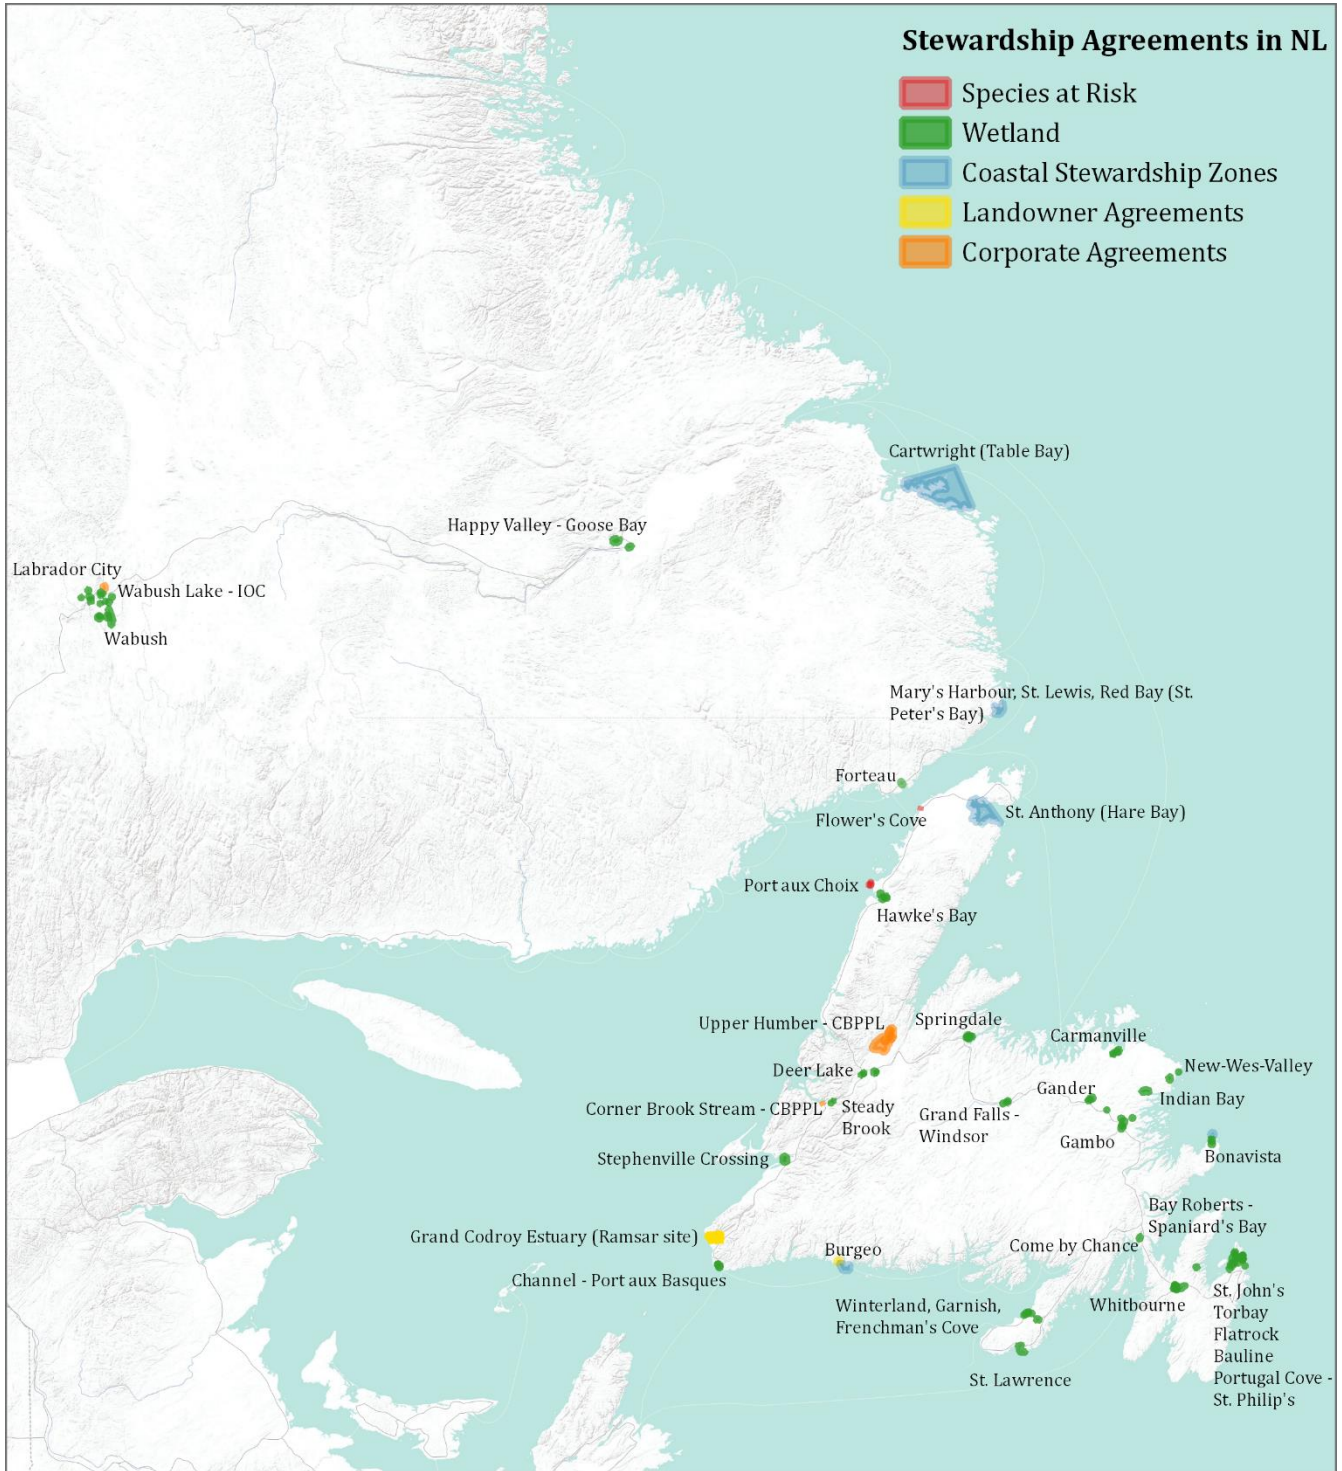 Stewardship Agreements in NL
Species at Risk
Wetland
Coastal Stewardship Zones
Landowner Agreements
Corporate Agreements
Cartwright (Table Bay)
Happy Valley - Goose Bay
Labrador City
Wabush Lake - IOC
Wabush
Mary's Harbour, St. Lewis, Red Bay (St.
Peter's Bay)
Forteau
Flower's Cove
St. Anthony (Hare Bay)
Port aux Choix
Hawke's Bay
Upper Humber - CBPPL
Springdale
Carmanville
Deer Lake
New-Wes-Valley
Gander
Indian Bay
Corner Brook Stream - CBPPL
Steady
Brook
Grand Falls -
Windsor
Gambo
Stephenville Crossing
Bonavista
Bay Roberts -
Spaniard's Bay
Grand Codroy Estuary (Ramsar site)
Burgeo
Come by Chance
Channel - Port aux Basques
Winterland, Garnish,
Frenchman's Cove
Whitbourne
St. John's
Torbay
Flatrock
Bauline
Portugal Cove -
St. Philip's
St. Lawrence